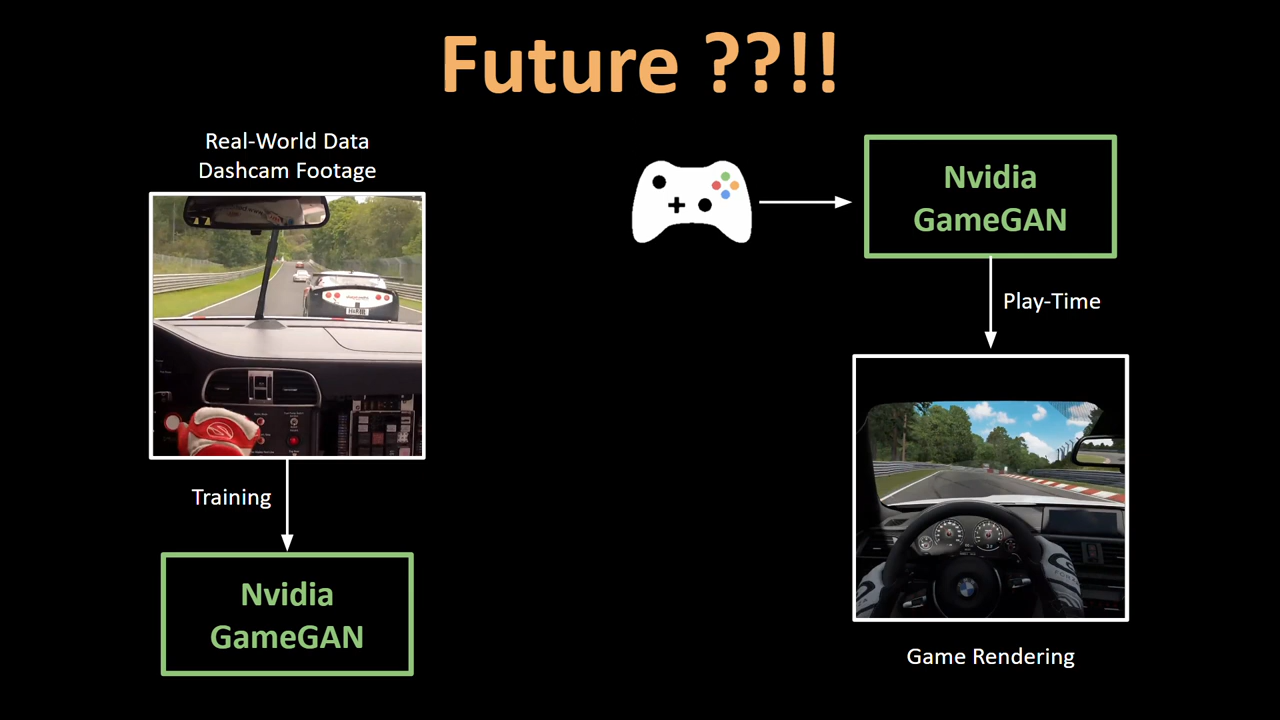 Future ??!!
Real-World Data
Dashcam Footage
Training
Nvidia
GameGAN
Nvidia
GameGAN
Play-Time
Game Rendering